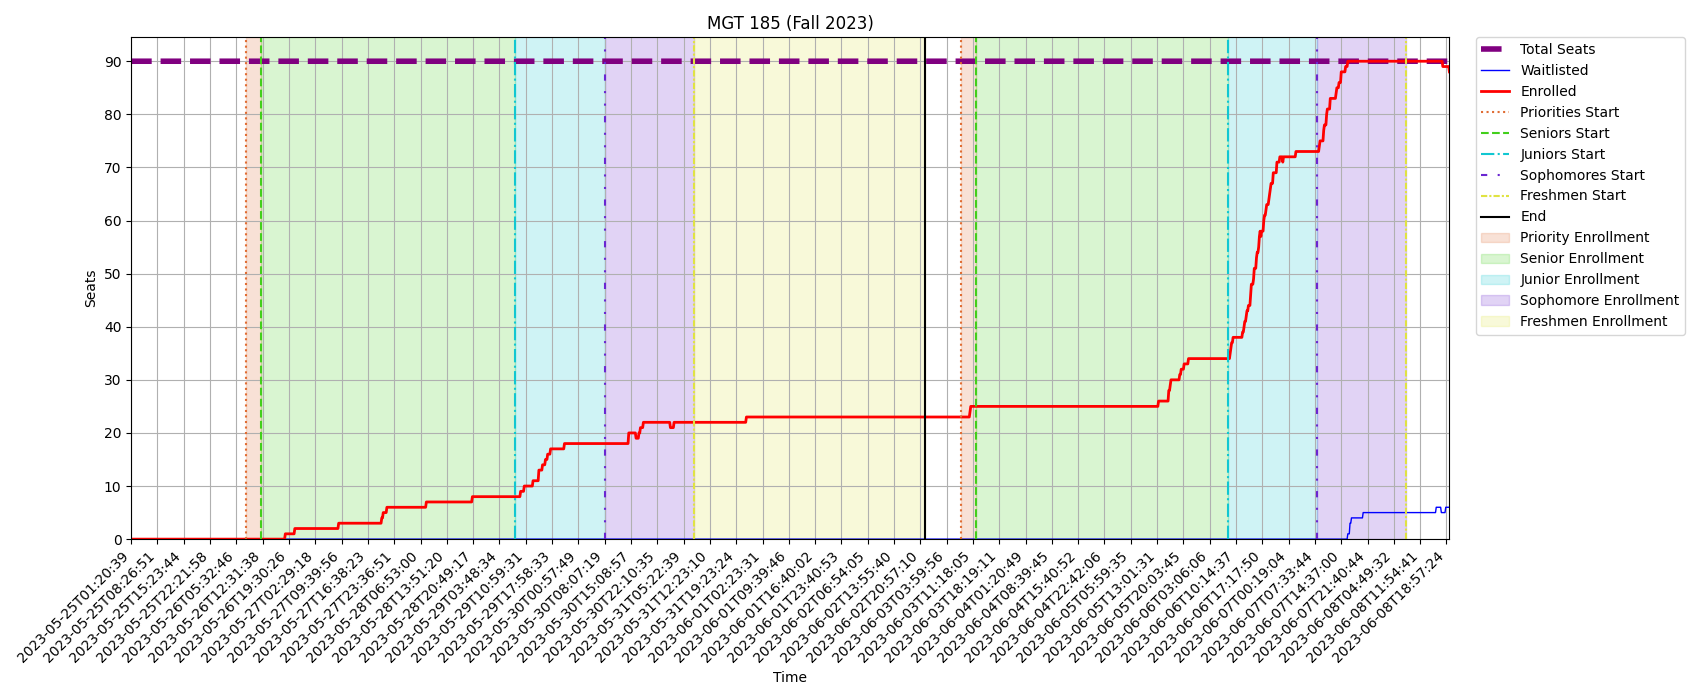 MGT 185 (Fall 2023)
Seats
90
80
70
60
50
40
30
20
10
0
2023-05-25T01:20:39
2023-05-25T08:26:51
2023-05-25T15:23:44
2023-05-25T22:21:58
2023-05-26T05:32:46
2023-05-26T12:31:38
2023-05-26T19:30:26
2023-05-27T02:29:18
2023-05-27T09:39:56
2023-05-27T16:38:23
2023-05-27T23:36:51
2023-05-28T06:53:00
2023-05-28T13:51:20
2023-05-28T20:49:17
2023-05-29T03:48:34
2023-05-29T10:59:31
2023-05-29T17:58:33
2023-05-30T00:57:49
2023-05-30T08:07:19
2023-05-30T15:08:57
2023-05-30T22:10:35
2023-05-31T05:22:39
2023-05-31T12:23:10
2023-05-31T19:23:24
2023-06-01T02:23:31
2023-06-01T09:39:46
2023-06-01T16:40:02
2023-06-01T23:40:53
2023-06-02T06:54:05
2023-06-02T13:55:40
2023-06-02T20:57:10
2023-06-03T03:59:56
2023-06-03T11:18:05
2023-06-03T18:19:11
2023-06-04T01:20:49
2023-06-04T08:39:45
2023-06-04T15:40:52
2023-06-04T22:42:06
2023-06-05T05:59:35
2023-06-05T13:01:31
2023-06-05T20:03:45
2023-06-06T03:06:06
2023-06-06T10:14:37
2023-06-06T17:17:50
2023-06-07T00:19:04
2023-06-07T07:33:44
2023-06-07T14:37:00
2023-06-07T21:40:44
2023-06-08T04:49:32
2023-06-08T11:54:41
2023-06-08T18:57:24
Time
Total Seats
Waitlisted
Enrolled
Priorities Start
Seniors Start
Juniors Start
Sophomores Start
Freshmen Start
End
Priority Enrollment
Senior Enrollment
Junior Enrollment
Sophomore Enrollment
Freshmen Enrollment